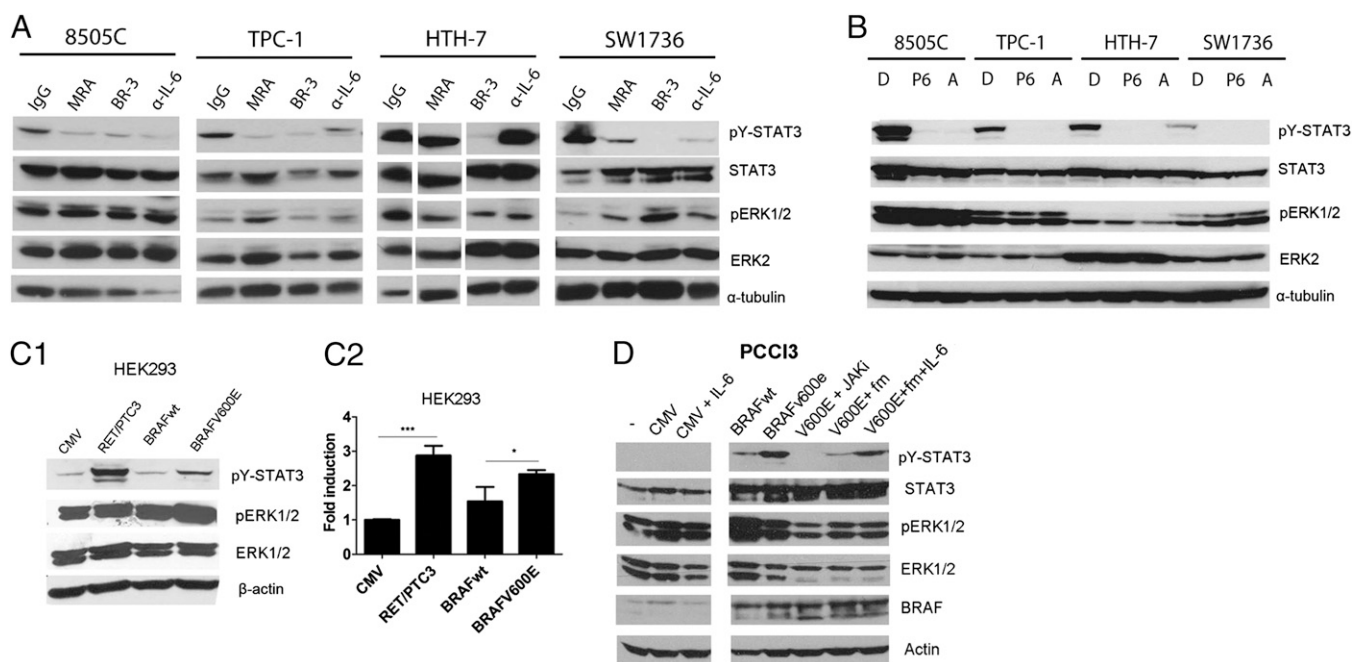 A
8505C TPC-1 HTH-7 SW1736
IgG MRA BR-3 α-IL-6 IgG MRA BR-3 α-IL-6 IgG MRA BR-3 α-IL-6 IgG MRA BR-3 α-IL-6
pY-STAT3
STAT3
pERK1/2
ERK2
α-tubulin
B
8505C TPC-1 HTH-7 SW1736
D P6 A D P6 A D P6 A D P6 A
pY-STAT3
STAT3
pERK1/2
ERK2
α-tubulin
C1
HEK293
CMV RET/PTC3 BRAFwt BRAFV600E
pY-STAT3
pERK1/2
ERK1/2
β-actin
C2
HEK293
Fold induction
4
3
2
1
0
***
*
CMV RET/PTC3 BRAFwt BRAFV600E
D
PCCl3
- CMV CMV + IL-6 BRAFwt BRAFv600e V600E + JAKi V600E+ fm V600E+fm+IL-6
pY-STAT3
STAT3
pERK1/2
ERK1/2
BRAF
Actin